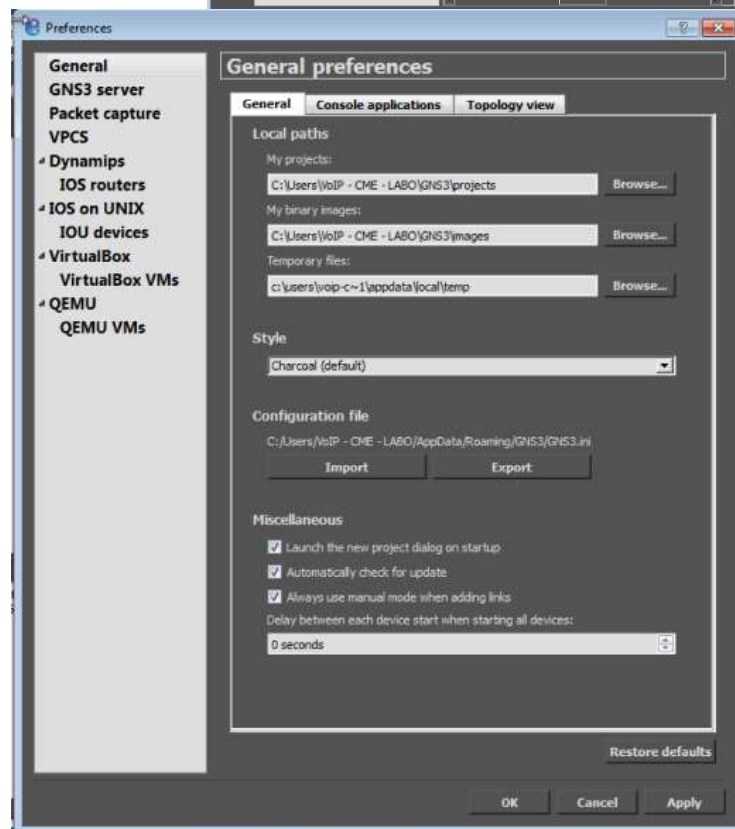 Preferences
General
GNS3 server
Packet capture
VPCS
Dynamips
IOS routers
IOS on UNIX
IOU devices
VirtualBox
VirtualBox VMs
QEMU
QEMU VMs
General preferences
General Console applications Topology view
Local paths
My projects:
C:\Users\VoIP - CME - LABO\GNS3\projects Browse...
My binary images:
C:\Users\VoIP - CME - LABO\GNS3\images Browse...
Temporary files:
c:\users\voip-c~1\appdata\local\temp Browse...
Style
Charcoal (default)
Configuration file
C:/Users/VoIP - CME - LABO/AppData/Roaming/GNS3/GNS3.ini
Import Export
Miscellaneous
Launch the new project dialog on startup
Automatically check for update
Always use manual mode when adding links
Delay between each device start when starting all devices:
0 seconds
Restore defaults
OK Cancel Apply